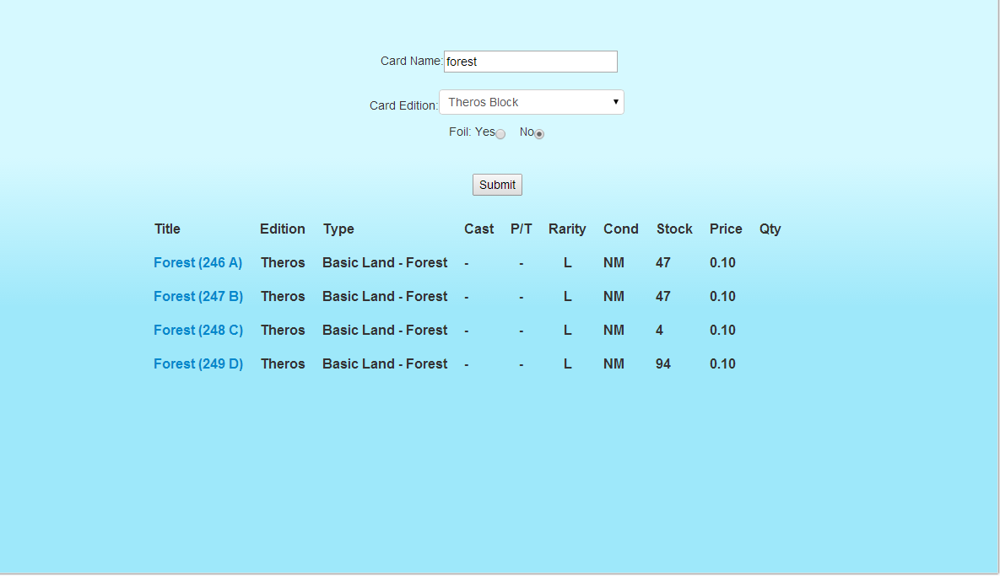 Card Name: forest
Card Edition: Theros Block
Foil: Yes No
Submit
Title Edition Type Cast P/T Rarity Cond Stock Price Qty
Forest (246 A) Theros Basic Land - Forest - - L NM 47 0.10
Forest (247 B) Theros Basic Land - Forest - - L NM 47 0.10
Forest (248 C) Theros Basic Land - Forest - - L NM 4 0.10
Forest (249 D) Theros Basic Land - Forest - - L NM 94 0.10